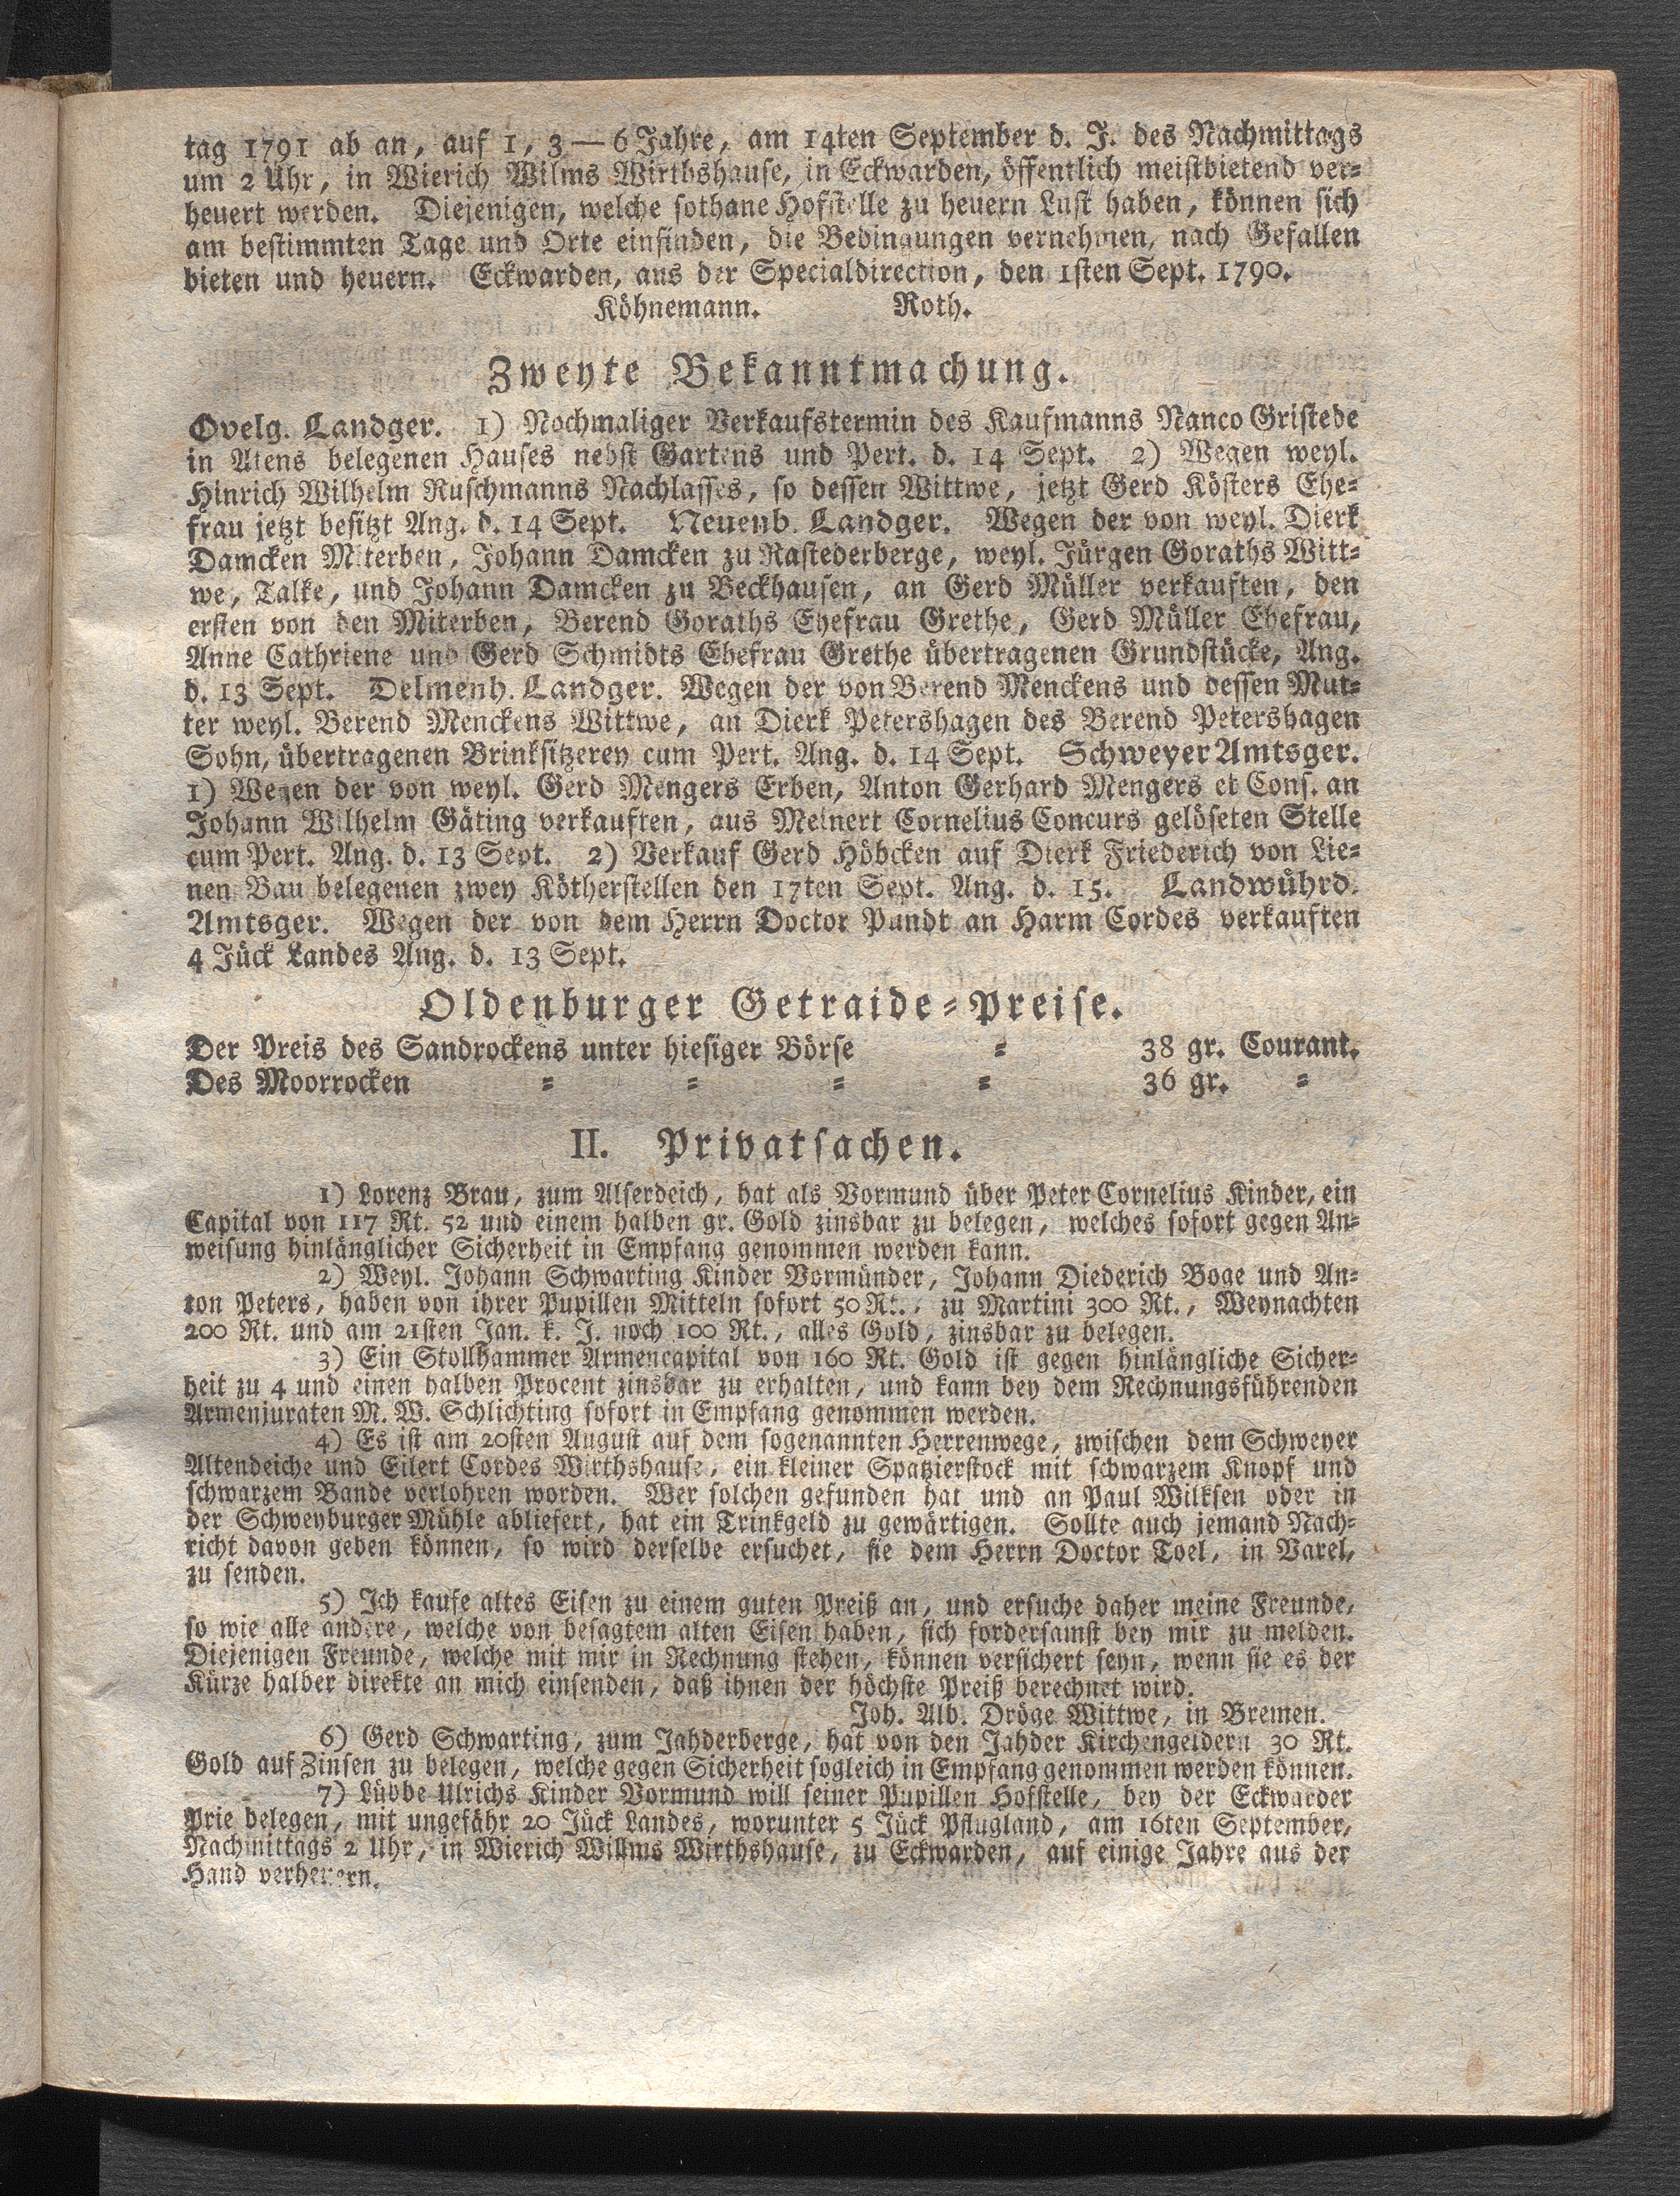 tag 1791 ab an, auf 1, 3 — 6 Jahre, am 14ten September d. J. des Nachmittags
um 2 Uhr, in Wierich Wilms Wirthshause, in Eckwarden, öffentlich meistbietend ver=
heuert werden. Diejenigen, welche sothane Hofstelle zu heuern Lust haben, können sich
am bestimmten Tage und Orte einfinden, die Bedingungen vernehmen, nach Gefallen
bieten und heuern. Eckwarden, aus der Specialdirection, den 1sten Sept. 1790.
Köhnemann. Roth.
Zweyte Bekanntmachung.
Ovelg. Landger. 1) Nochmaliger Verkaufstermin des Kaufmanns Nanco Gristede
in Atens belegenen Hauses nebst Gartens und Pert. d. 14 Sept. 2) Wegen weyl.
Hinrich Wilhelm Ruschmanns Nachlasses, so dessen Wittwe, jetzt Gerd Kösters Ehe=
frau jetzt besitzt Ang. d. 14 Sept. Neuenb. Landger. Wegen der von weyl. Dierk
Damcken Miterben, Johann Damcken zu Rastederberge, weyl. Jürgen Goraths Witt=
we, Talke, und Johann Damcken zu Beckhausen, an Gerd Müller verkauften, den
ersten von den Miterben, Berend Goraths Ehefrau Grethe, Gerd Müller Ehefrau,
Anne Cathriene und Gerd Schmidts Ehefrau Grethe übertragenen Grundstücke, Ang.
d. 13 Sept. Delmenh. Landger. Wegen der von Berend Menckens und dessen Mut=
ter weyl. Berend Menckens Wittwe, an Dierk Petershagen des Berend Petershagen
Sohn, übertragenen Brinksitzerey cum Pert. Ang. d. 14 Sept. Schweyer Amtsger.
1) Wegen der von weyl. Gerd Mengers Erben, Anton Gerhard Mengers et Cons. an
Johann Wilhelm Gäting verkauften, aus Meinert Cornelius Concurs gelöseten Stelle
cum Pert. Ang. d. 13 Sept. 2) Verkauf Gerd Höbcken auf Dierk Friederich von Lie=
nen Bau belegenen zwey Kötherstellen den 17ten Sept. Ang. d. 15. Landwührd.
Amtsger. Wegen der von dem Herrn Doctor Pundt an Harm Cordes verkauften
4 Jück Landes Ang. d. 13 Sept.
Oldenburger Getraide=Preise.
Der Preis des Sandrockens unter hiesiger Börse = 38 gr. Courant.
Des Moorrocken = = = = 36 gr. =
II. Privatsachen.
1) Lorenz Brau, zum Alserdeich, hat als Vormund über Peter Cornelius Kinder, ein
Capital von 117 Rt. 52 und einem halben gr. Gold zinsbar zu belegen, welches sofort gegen An=
weisung hinlänglicher Sicherheit in Empfang genommen werden kann.
2) Weyl. Johann Schwarting Kinder Vormünder, Johann Diederich Boge und An=
ton Peters, haben von ihrer Pupillen Mitteln sofort 50 Rt., zu Martini 300 Rt., Weynachten
200 Rt. und am 21sten Jan. k. J. noch 100 Rt., alles Gold, zinsbar zu belegen.
3) Ein Stollhammer Armencapital von 160 Rt. Gold ist gegen hinlängliche Sicher=
heit zu 4 und einen halben Procent zinsbar zu erhalten, und kann bey dem Rechnungsführenden
Armenjuraten M. W. Schlichting sofort in Empfang genommen werden.
4) Es ist am 20sten August auf dem sogenannten Herrenwege, zwischen dem Schweyer
Altendeiche und Eilert Cordes Wirthshause, ein kleiner Spatzierstock mit schwarzem Knopf und
schwarzem Bande verlohren worden. Wer solchen gefunden hat und an Paul Wilksen oder in
der Schweyburger Mühle abliefert, hat ein Trinkgeld zu gewärtigen. Sollte auch jemand Nach=
richt davon geben können, so wird derselbe ersuchet, sie dem Herrn Doctor Toel, in Varel,
zu senden.
5) Ich kaufe altes Eisen zu einem guten Preiß an, und ersuche daher meine Freunde,
so wie alle andere, welche von besagtem alten Eisen haben, sich fordersamst bey mir zu melden.
Diejenigen Freunde, welche mit mir in Rechnung stehen, können versichert seyn, wenn sie es der
Kürze halber direkte an mich einsenden, daß ihnen der höchste Preiß berechnet wird.
Joh. Alb. Dröge Wittwe, in Bremen.
6) Gerd Schwarting, zum Jahderberge, hat von den Jahder Kirchengeldern 30 Rt.
Gold auf Zinsen zu belegen, welche gegen Sicherheit sogleich in Empfang genommen werden können.
7) Lübbe Ulrichs Kinder Vormund will seiner Pupillen Hofstelle, bey der Eckwarder
Prie belegen, mit ungefähr 20 Jück Landes, worunter 5 Jück Pflugland, am 16ten September,
Nachmittags 2 Uhr, in Wierich Willms Wirthshause, zu Eckwarden, auf einige Jahre aus der
Hand verheuern.